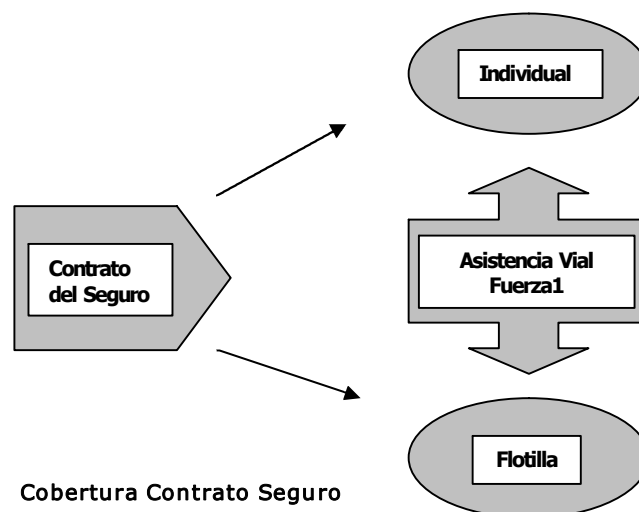 Individual
Contrato
del Seguro
Asistencia Vial
Fuerza1
Flotilla
Cobertura Contrato Seguro